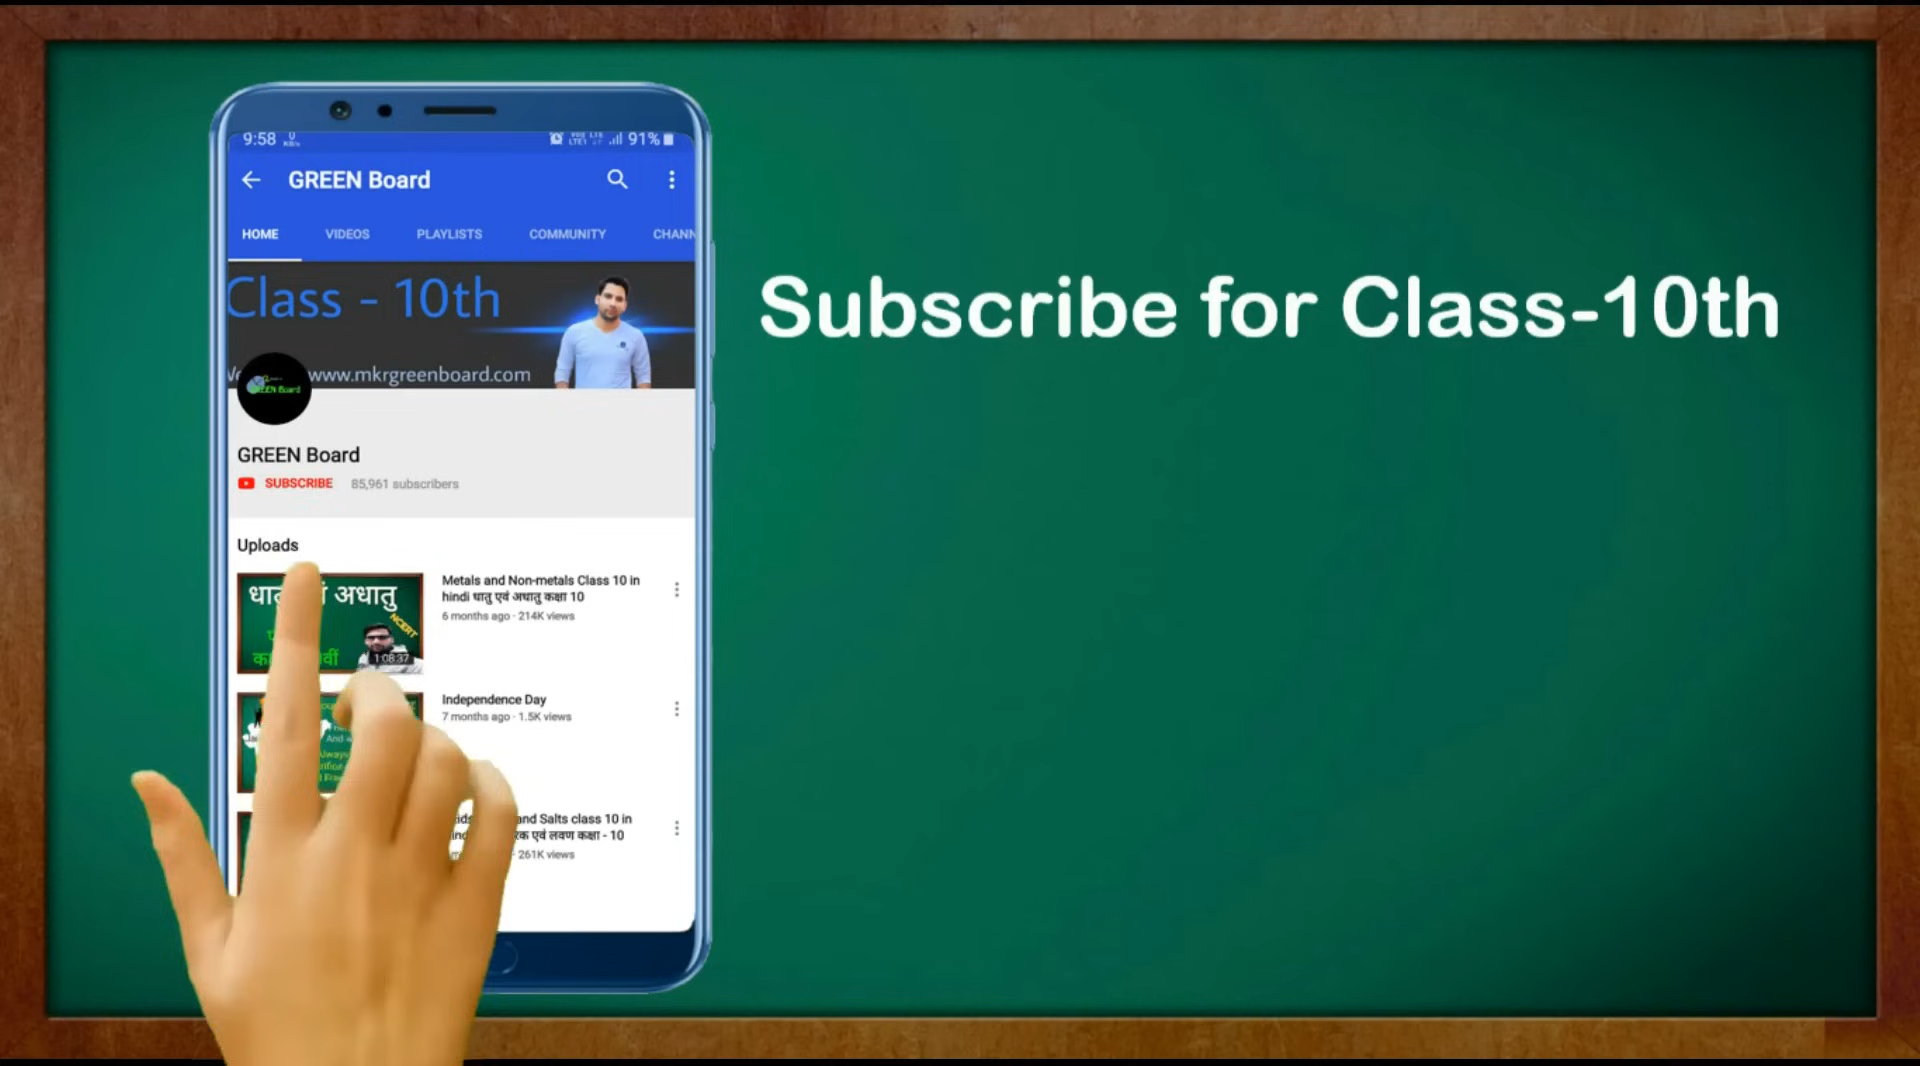 9:58
91%
GREEN Board
HOME VIDEOS PLAYLISTS COMMUNITY CHANN
Class - 10th
www.mkrgreenboard.com
GREEN Board
SUBSCRIBE 85,961 subscribers
Uploads
अधातु
NCERT
1:08:37
Metals and Non-metals Class 10 in
hindi धातु एवं अधातु कक्षा 10
6 months ago · 214K views
Independence Day
7 months ago · 1.5K views
and Salts class 10 in
एवं लवण कक्षा - 10
261K views
Subscribe for Class-10th